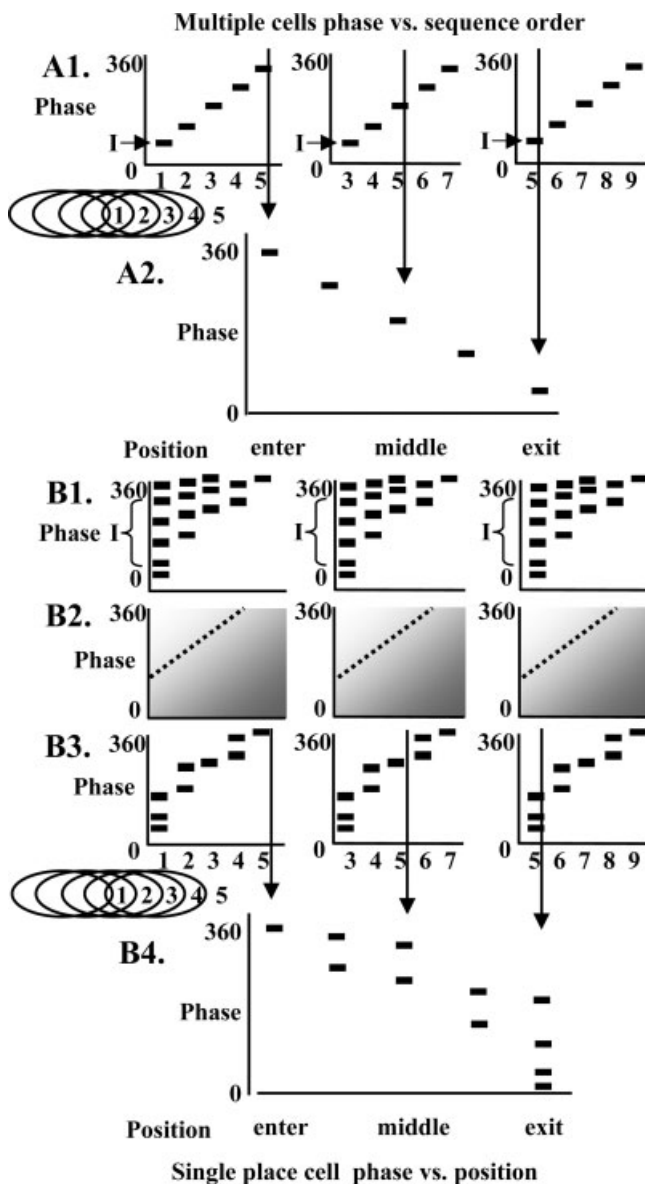 Multiple cells phase vs. sequence order
A1.
360
Phase
I
0
1 2 3 4 5
I
3 4 5 6 7
360
0
I
5 6 7 8 9
360
0
1 2 3 4 5
A2.
360
Phase
0
Position enter middle exit
B1.
360
Phase I
0
360
I
0
360
I
0
B2.
360
Phase
0
360
0
360
0
B3.
360
Phase
0
1 2 3 4 5
360
0
3 4 5 6 7
360
0
5 6 7 8 9
1 2 3 4 5
B4.
360
Phase
0
Position enter middle exit
Single place cell phase vs. position